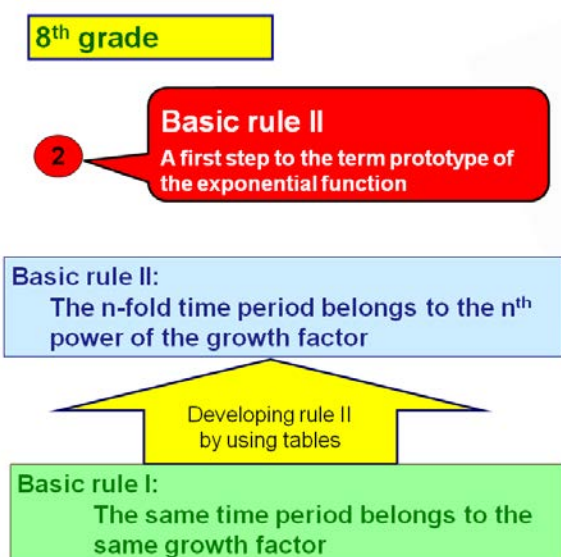 8th grade
2
Basic rule II
A first step to the term prototype of
the exponential function
Basic rule II:
The n-fold time period belongs to the nth
power of the growth factor
Developing rule II
by using tables
Basic rule I:
The same time period belongs to the
same growth factor